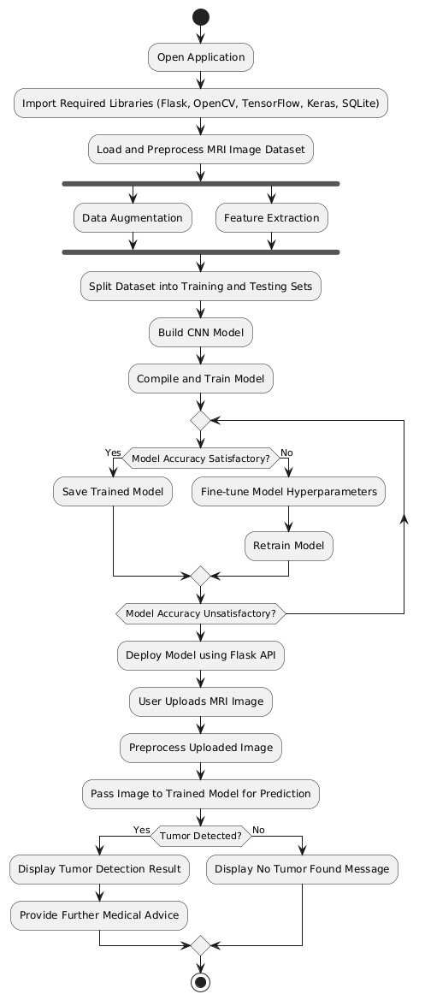 Open Application
Import Required Libraries (Flask, OpenCV, TensorFlow, Keras, SQLite)
Load and Preprocess MRI Image Dataset
Data Augmentation
Feature Extraction
Split Dataset into Training and Testing Sets
Build CNN Model
Compile and Train Model
Yes
Model Accuracy Satisfactory?
No
Save Trained Model
Fine-tune Model Hyperparameters
Retrain Model
Model Accuracy Unsatisfactory?
Deploy Model using Flask API
User Uploads MRI Image
Preprocess Uploaded Image
Pass Image to Trained Model for Prediction
Yes
Tumor Detected?
No
Display Tumor Detection Result
Display No Tumor Found Message
Provide Further Medical Advice